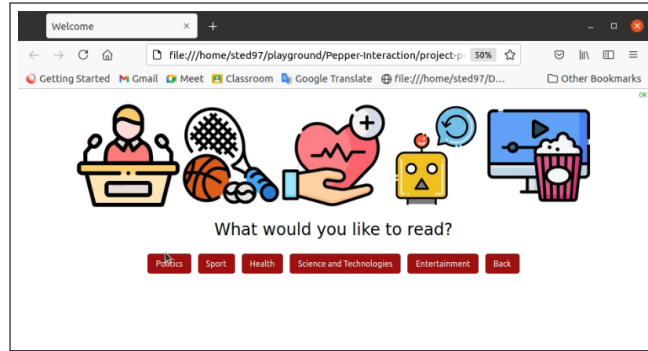 Welcome
file:///home/sted97/playground/Pepper-Interaction/project-p
50%
Getting Started Gmail Meet Classroom Google Translate file:///home/sted97/D... Other Bookmarks
OK
What would you like to read?
Politics Sport Health Science and Technologies Entertainment Back